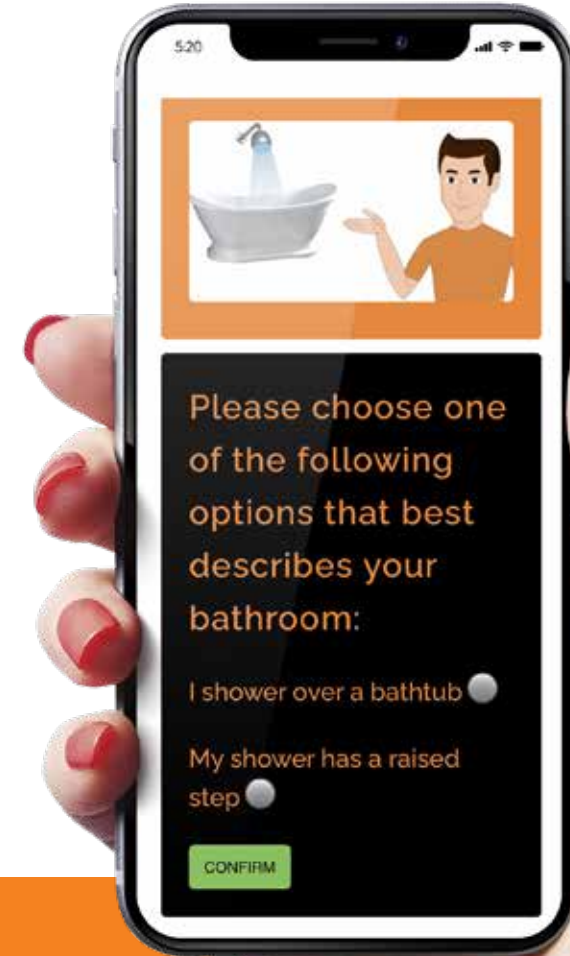 5:20
Please choose one
of the following
options that best
describes your
bathroom:
I shower over a bathtub
My shower has a raised
step
CONFIRM